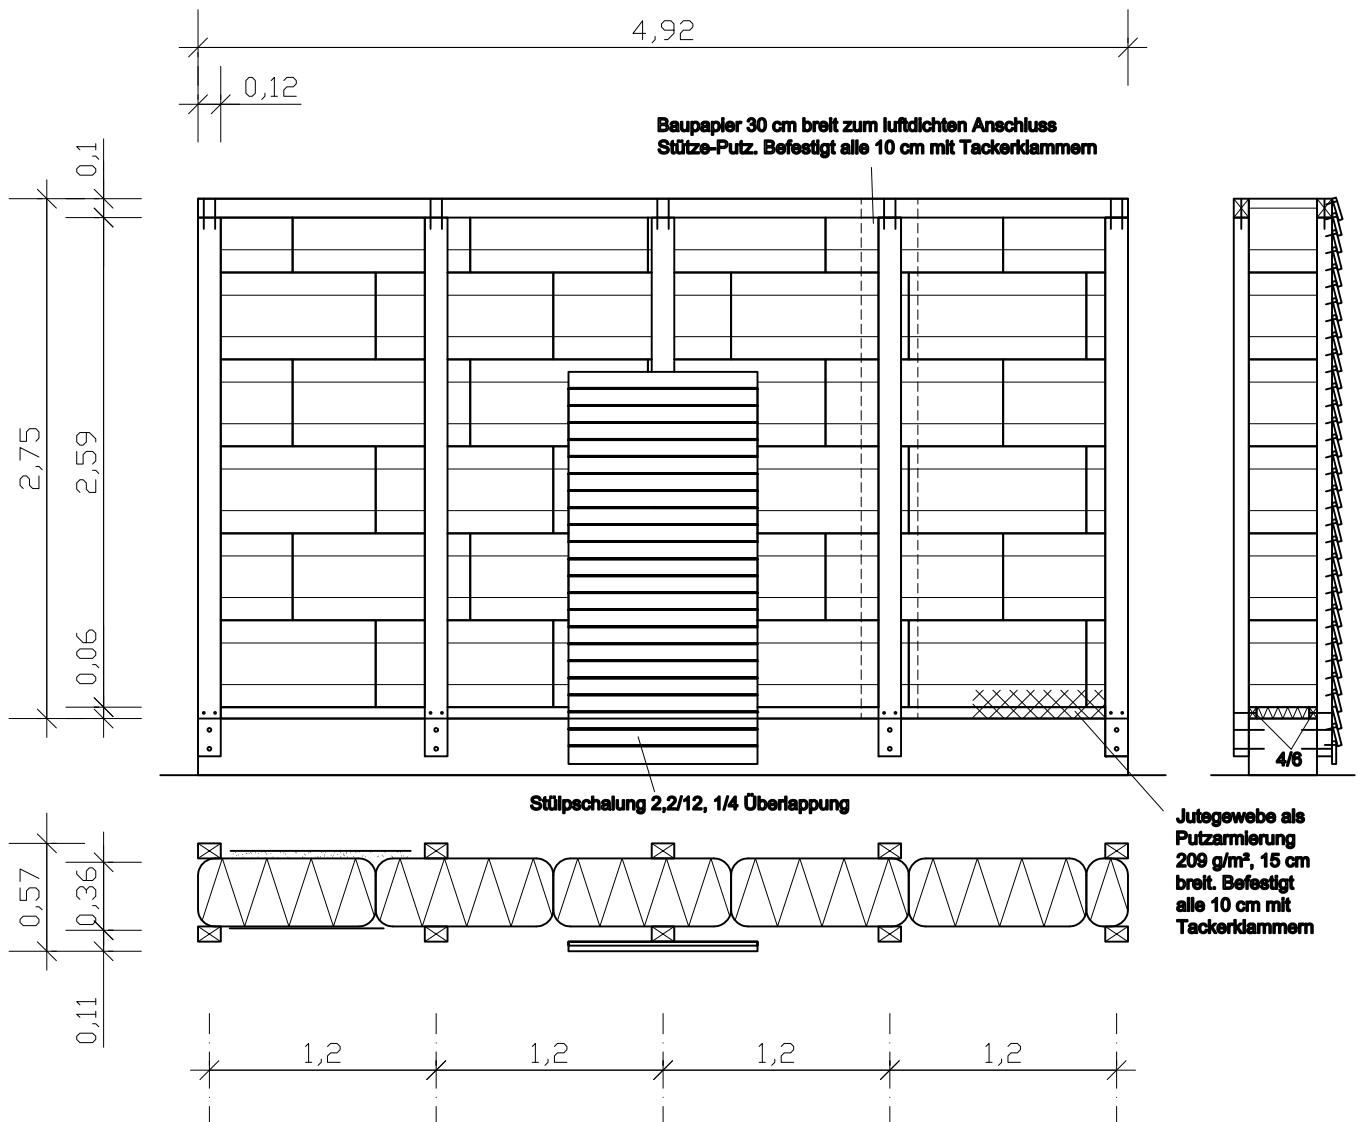 4,92
0,12
Baupapier 30 cm breit zum luftdichten Anschluss
Stütze-Putz. Befestigt alle 10 cm mit Tackerklammern
0,1
2,75
2,59
0,06
4/6
Stülpschalung 2,2/12, 1/4 Überlappung
Jutegewebe als
Putzarmierung
209 g/m², 15 cm
breit. Befestigt
alle 10 cm mit
Tackerklammern
0,57
0,36
0,11
1,2
1,2
1,2
1,2